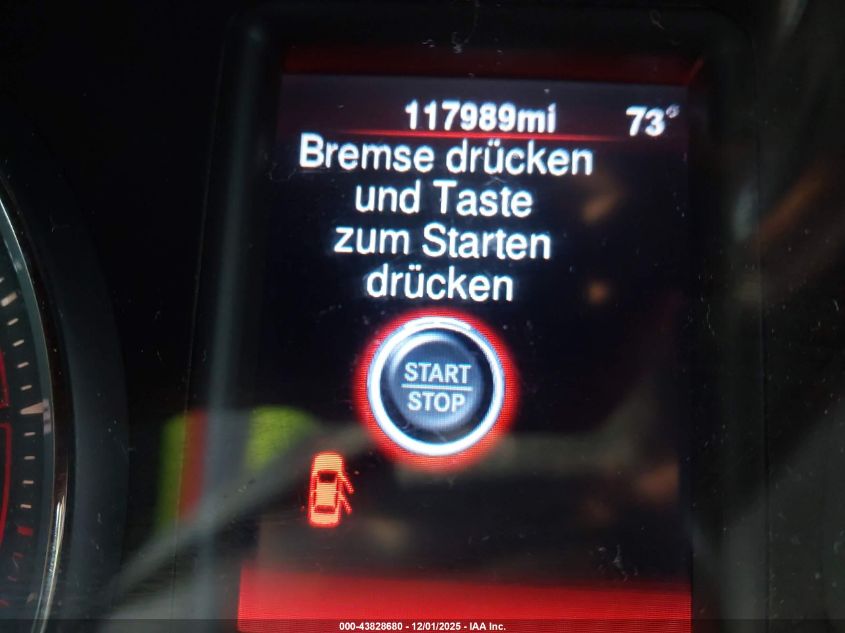 117989mi 73°
Bremse drücken
und Taste
zum Starten
drücken
START
STOP
000-43828680 - 12/01/2025 - IAA Inc.